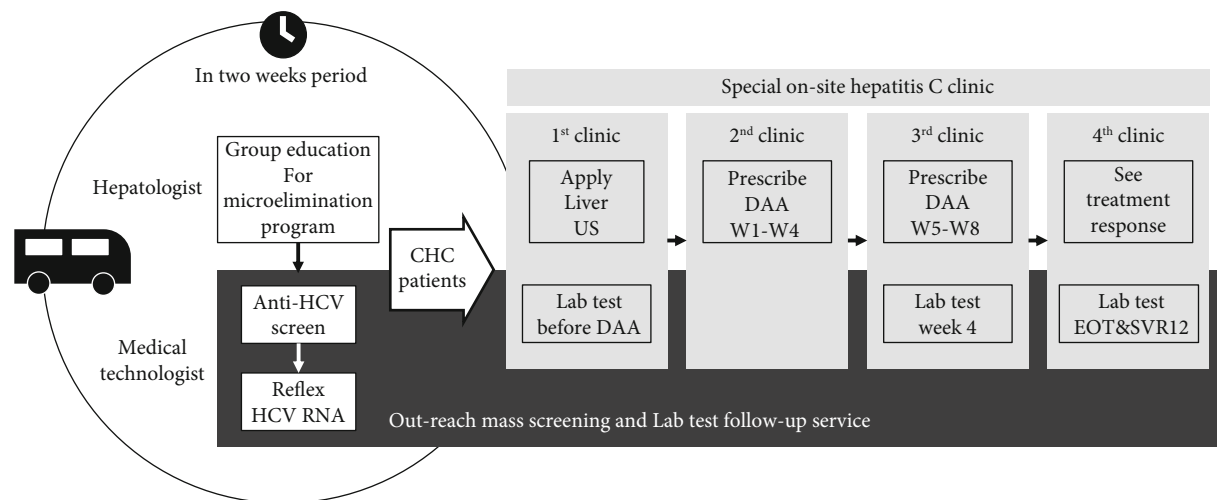 In two weeks period
Hepatologist
Group education
For
microelimination
program
Medical
technologist
Anti-HCV
screen
Reflex
HCV RNA
CHC
patients
Special on-site hepatitis C clinic
1st clinic
Apply
Liver
US
Lab test
before DAA
2nd clinic
Prescribe
DAA
W1-W4
3rd clinic
Prescribe
DAA
W5-W8
Lab test
week 4
4th clinic
See
treatment
response
Lab test
EOT&SVR12
Out-reach mass screening and Lab test follow-up service